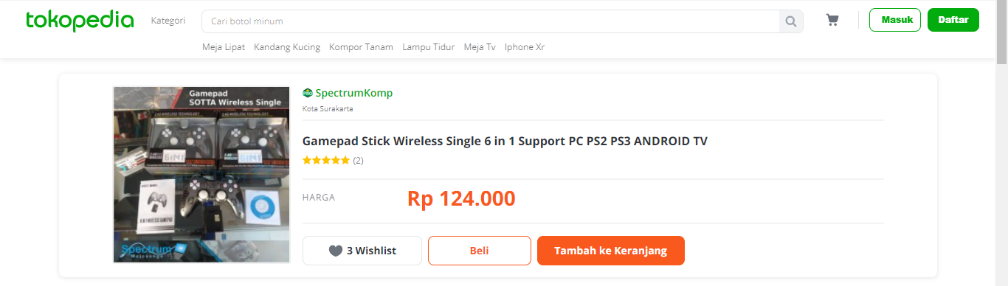 tokopedia
Kategori
Cari botol minum
Masuk
Daftar
Meja Lipat Kandang Kucing Kompor Tanam Lampu Tidur Meja Tv Iphone Xr
Gamepad
SOTTA Wireless Single
Spectrum
SpectrumKomp
Kota Surakarta
Gamepad Stick Wireless Single 6 in 1 Support PC PS2 PS3 ANDROID TV
(2)
HARGA
Rp 124.000
3 Wishlist
Beli
Tambah ke Keranjang